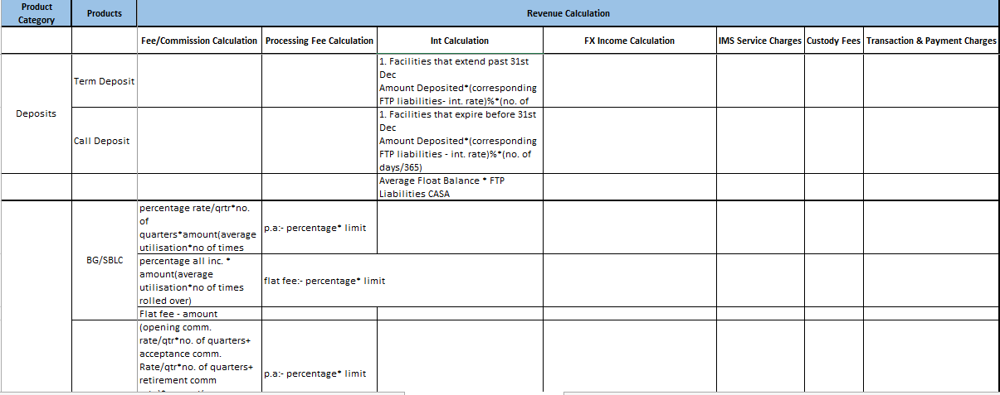 Product
Category
Products
Revenue Calculation
Fee/Commission Calculation
Processing Fee Calculation
Int Calculation
FX Income Calculation
IMS Service Charges
Custody Fees
Transaction & Payment Charges
Deposits
Term Deposit
1. Facilities that extend past 31st
Dec
Amount Deposited*(corresponding
FTP liabilities- int. rate)%*(no. of
Call Deposit
1. Facilities that expire before 31st
Dec
Amount Deposited*(corresponding
FTP liabilities - int. rate)%*(no. of
days/365)
Average Float Balance * FTP
Liabilities CASA
BG/SBLC
percentage rate/qrtr*no.
of
quarters*amount(average
utilisation*no of times
p.a:- percentage* limit
percentage all inc. *
amount(average
utilisation*no of times
rolled over)
flat fee:- percentage* limit
Flat fee - amount
(opening comm.
rate/qtr*no. of quarters+
acceptance comm.
Rate/qtr*no. of quarters+
retirement comm
p.a:- percentage* limit